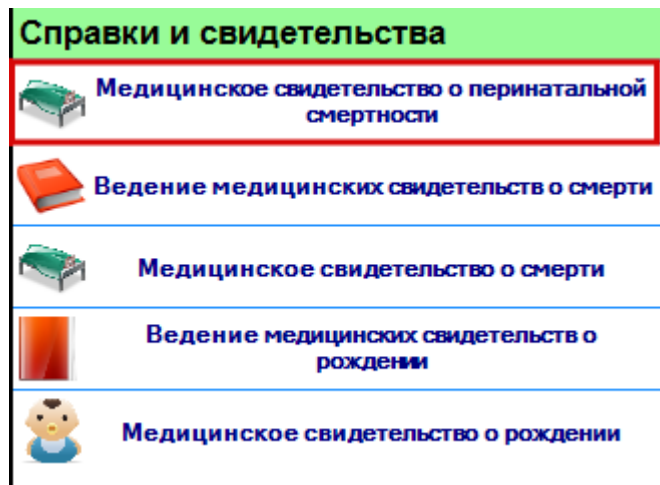 Справки и свидетельства
Медицинское свидетельство о перинатальной
смертности
Ведение медицинских свидетельств о смерти
Медицинское свидетельство о смерти
Ведение медицинских свидетельств о
рождении
Медицинское свидетельство о рождении